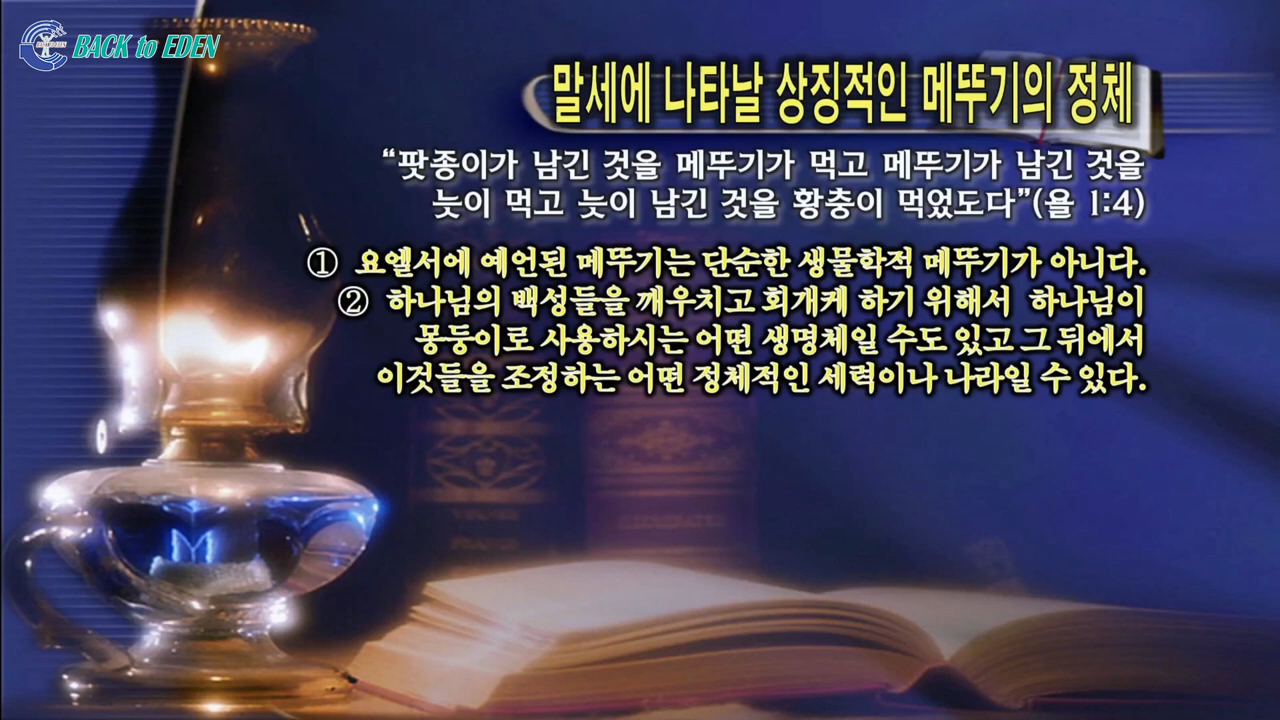 BACK to EDEN
말세에 나타날 상징적인 메뚜기의 정체
“팟종이가 남긴 것을 메뚜기가 먹고 메뚜기가 남긴 것을
늦이 먹고 늦이 남긴 것을 황충이 먹었도다”(욜 1:4)
① 요엘서에 예언된 메뚜기는 단순한 생물학적 메뚜기가 아니다.
② 하나님의 백성들을 깨우치고 회개케 하기 위해서 하나님이
몽둥이로 사용하시는 어떤 생명체일 수도 있고 그 뒤에서
이것들을 조정하는 어떤 정체적인 세력이나 나라일 수 있다.